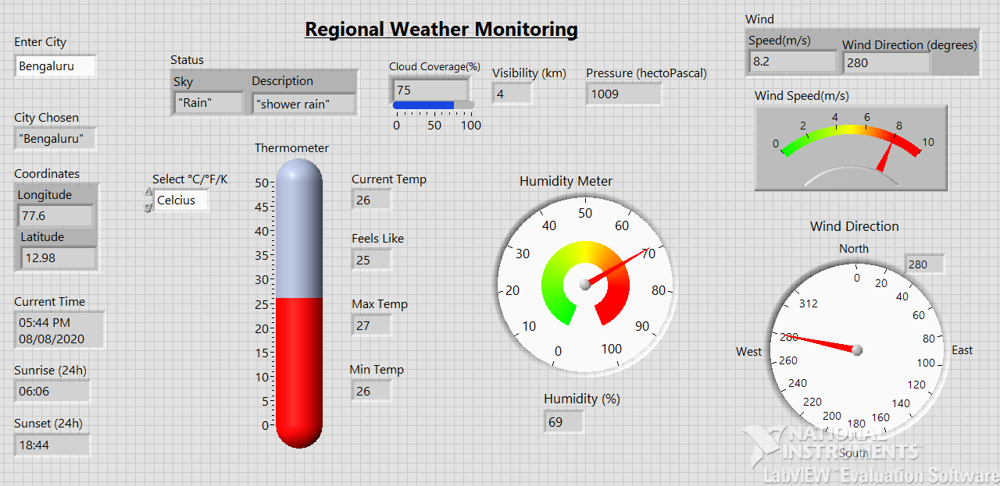 Regional Weather Monitoring
Enter City
Bengaluru
City Chosen
"Bengaluru"
Coordinates
Longitude
77.6
Latitude
12.98
Current Time
05:44 PM
08/08/2020
Sunrise (24h)
06:06
Sunset (24h)
18:44
Status
Sky
Description
"Rain"
"shower rain"
Select °C/°F/K
Celcius
Thermometer
50
45
40
35
30
25
20
15
10
5
0
Cloud Coverage(%)
75
0 50 100
Visibility (km)
4
Pressure (hectoPascal)
1009
Current Temp
26
Feels Like
25
Max Temp
27
Min Temp
26
Humidity Meter
0 10 20 30 40 50 60 70 80 90 100
Humidity (%)
69
Wind
Speed(m/s)
8.2
Wind Direction (degrees)
280
Wind Speed(m/s)
0 2 4 6 8 10
Wind Direction
North
280
0 20 40 60 80 100 120 140 160 180 200 220 240 260 280 312
West
East
South
NATIONAL
INSTRUMENTS™
LabVIEW™ Evaluation Software